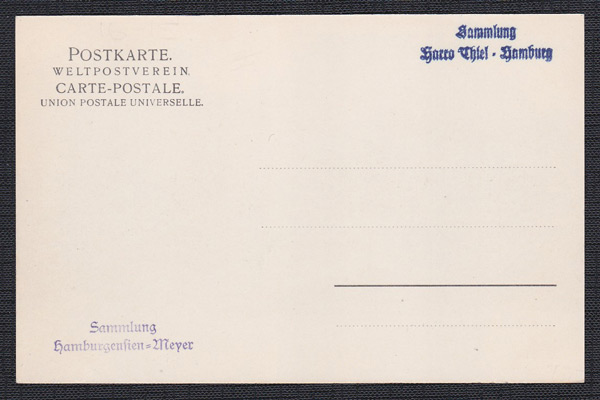 POSTKARTE.
WELTPOSTVEREIN.
CARTE-POSTALE.
UNION POSTALE UNIVERSELLE.
Sammlung
Harro Thiel - Hamburg
Sammlung
Hamburgensien=Meyer